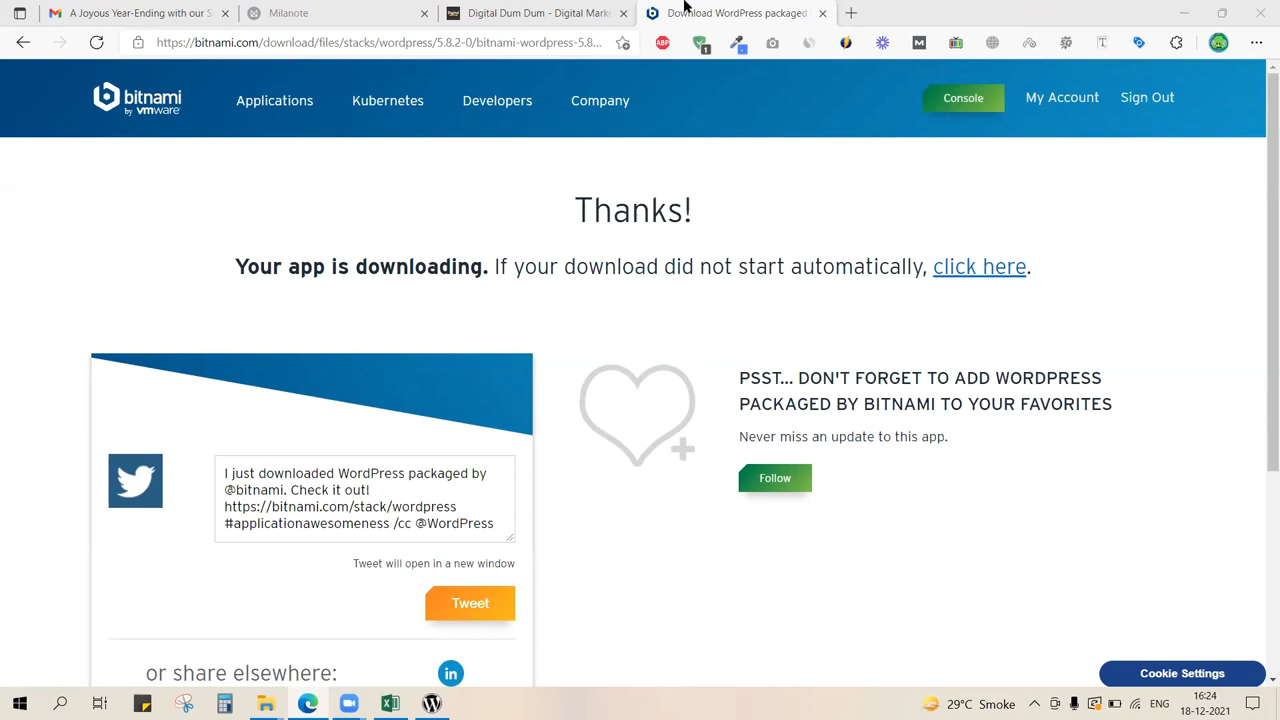 A Joyous Year-Ending with our Sp
Milanote
Digital Dum Dum - Digital Marke
Download WordPress packaged
https://bitnami.com/download/files/stacks/wordpress/5.8.2-0/bitnami-wordpress-5.8...
ABP
1
M
T
bitnami
by vmware
Applications
Kubernetes
Developers
Company
Console
My Account
Sign Out
Thanks!
Your app is downloading. If your download did not start automatically, click here.
I just downloaded WordPress packaged by
@bitnami. Check it out!
https://bitnami.com/stack/wordpress
#applicationawesomeness /cc @WordPress
Tweet will open in a new window
Tweet
or share elsewhere:
in
PSST... DON'T FORGET TO ADD WORDPRESS
PACKAGED BY BITNAMI TO YOUR FAVORITES
Never miss an update to this app.
Follow
Cookie Settings
29°C Smoke
ENG
16:24
18-12-2021